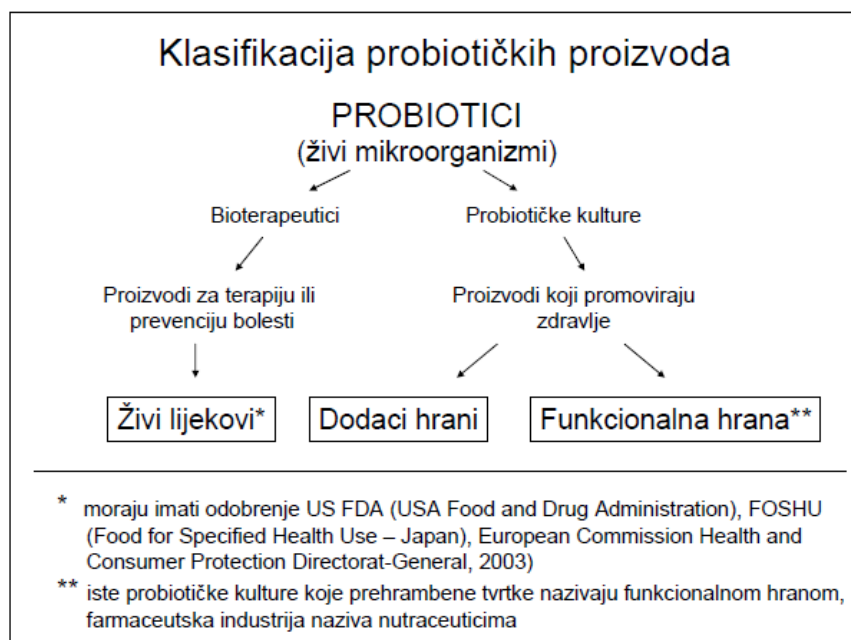 Klasifikacija probiotičkih proizvoda
PROBIOTICI
(živi mikroorganizmi)
Bioterapeutici
Probiotičke kulture
Proizvodi za terapiju ili
prevenciju bolesti
Proizvodi koji promoviraju
zdravlje
Živi lijekovi*
Dodaci hrani
Funkcionalna hrana**
* moraju imati odobrenje US FDA (USA Food and Drug Administration), FOSHU
(Food for Specified Health Use – Japan), European Commission Health and
Consumer Protection Directorat-General, 2003)
** iste probiotičke kulture koje prehrambene tvrtke nazivaju funkcionalnom hranom,
farmaceutska industrija naziva nutraceuticima